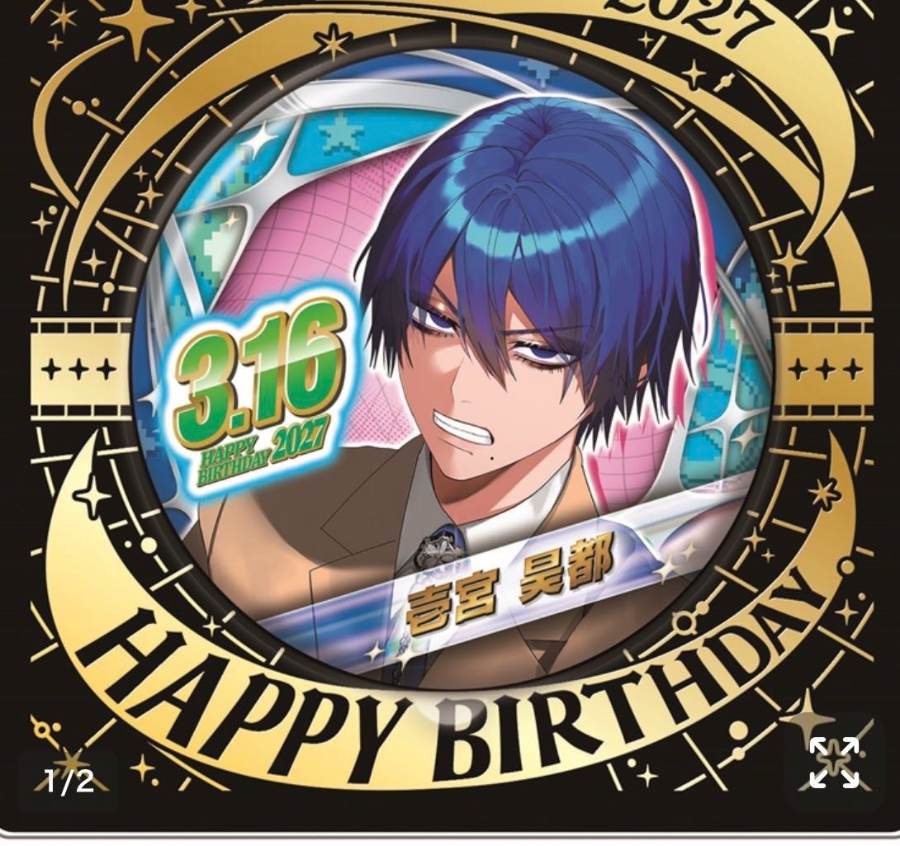 2027
3.16
HAPPY
BIRTHDAY 2027
壱宮 昊都
HAPPY BIRTHDAY
1/2